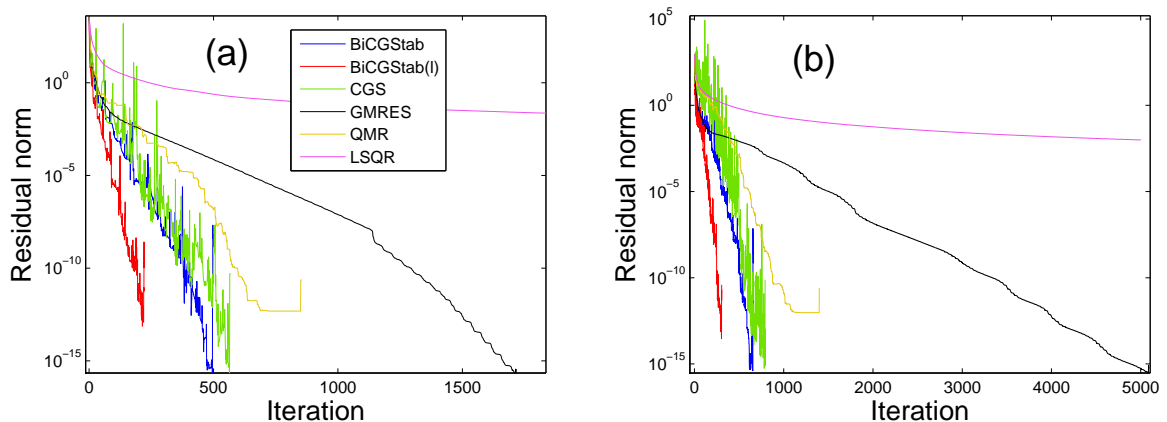 (a)
BiCGStab
BiCGStab(l)
CGS
GMRES
QMR
LSQR
Residual norm
10^0
10^-5
10^-10
10^-15
0
500
1000
1500
Iteration
(b)
Residual norm
10^5
10^0
10^-5
10^-10
10^-15
0
1000
2000
3000
4000
5000
Iteration